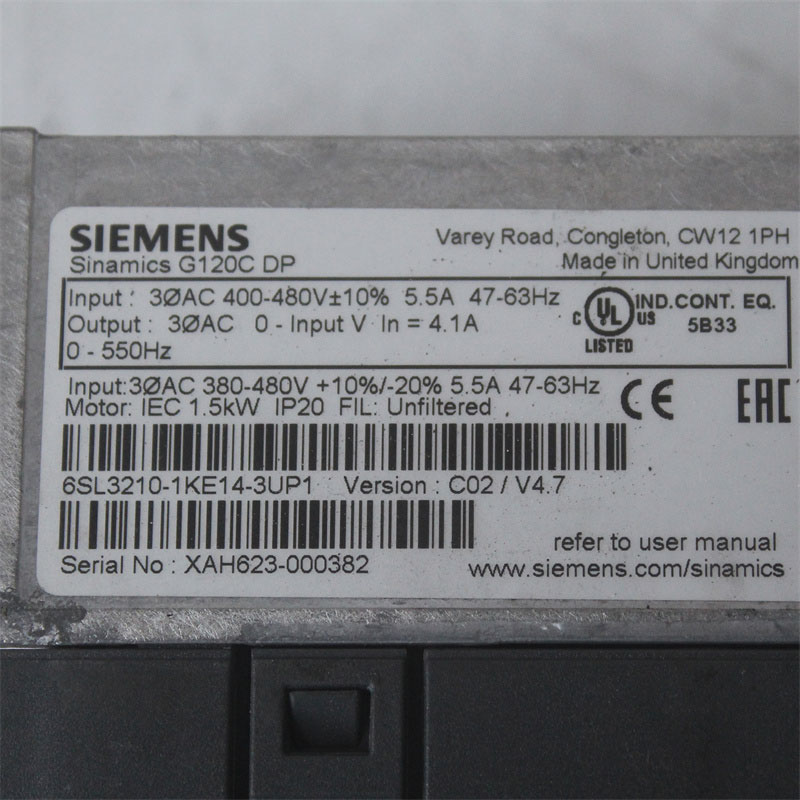 SIEMENS
Sinamics G120C DP
Varey Road, Congleton, CW12 1PH
Made in United Kingdom
Input : 3ØAC 400-480V±10% 5.5A 47-63Hz
Output : 3ØAC 0 - Input V In = 4.1A
0 - 550Hz
C UL US
LISTED
IND.CONT. EQ.
5B33
Input:3ØAC 380-480V +10%/-20% 5.5A 47-63Hz
Motor: IEC 1.5kW IP20 FIL: Unfiltered
CE
EAC
6SL3210-1KE14-3UP1 Version : C02 / V4.7
Serial No : XAH623-000382
refer to user manual
www.siemens.com/sinamics